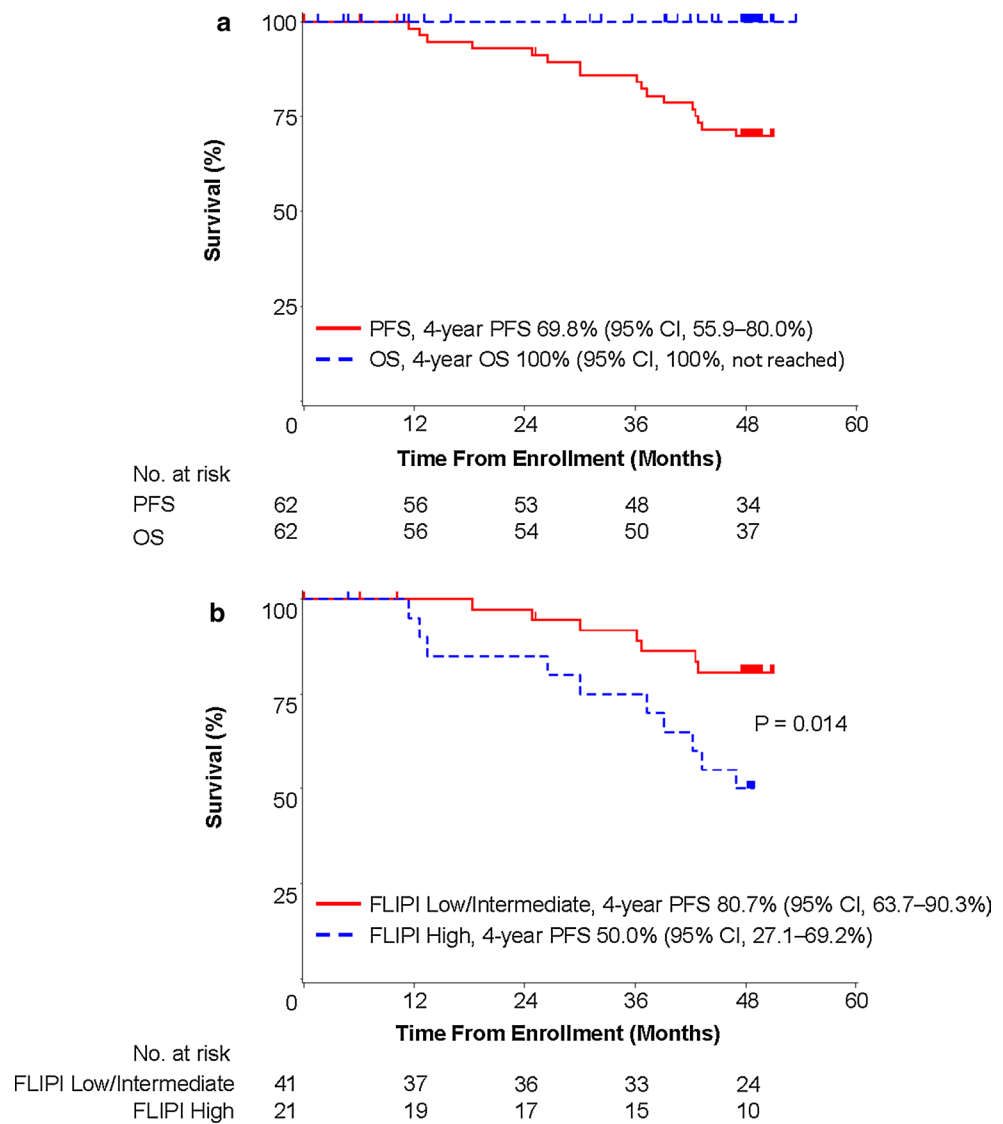 a
100
75
50
25
0
Survival (%)
PFS, 4-year PFS 69.8% (95% CI, 55.9–80.0%)
OS, 4-year OS 100% (95% CI, 100%, not reached)
12 24 36 48 60
Time From Enrollment (Months)
No. at risk
PFS 62 56 53 48 34
OS 62 56 54 50 37
b
100
75
50
25
0
Survival (%)
P = 0.014
FLIPI Low/Intermediate, 4-year PFS 80.7% (95% CI, 63.7–90.3%)
FLIPI High, 4-year PFS 50.0% (95% CI, 27.1–69.2%)
12 24 36 48 60
Time From Enrollment (Months)
No. at risk
FLIPI Low/Intermediate 41 37 36 33 24
FLIPI High 21 19 17 15 10